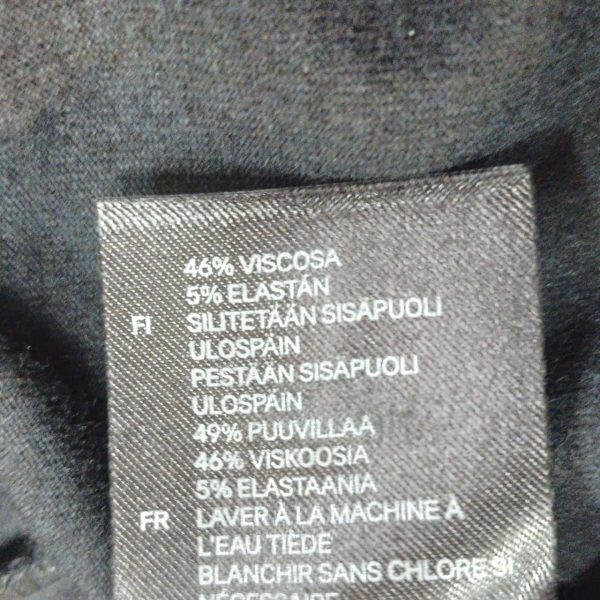 46% VISCOSA
5% ELASTÁN
FI SILITETÄÄN SISÄPUOLI
ULOSPÄIN
PESTÄÄN SISÄPUOLI
ULOSPÄIN
49% PUUVILLAA
46% VISKOOSIA
5% ELASTAANIA
FR LAVER À LA MACHINE À
L'EAU TIÈDE
BLANCHIR SANS CHLORE SI
NÉCESSAIRE